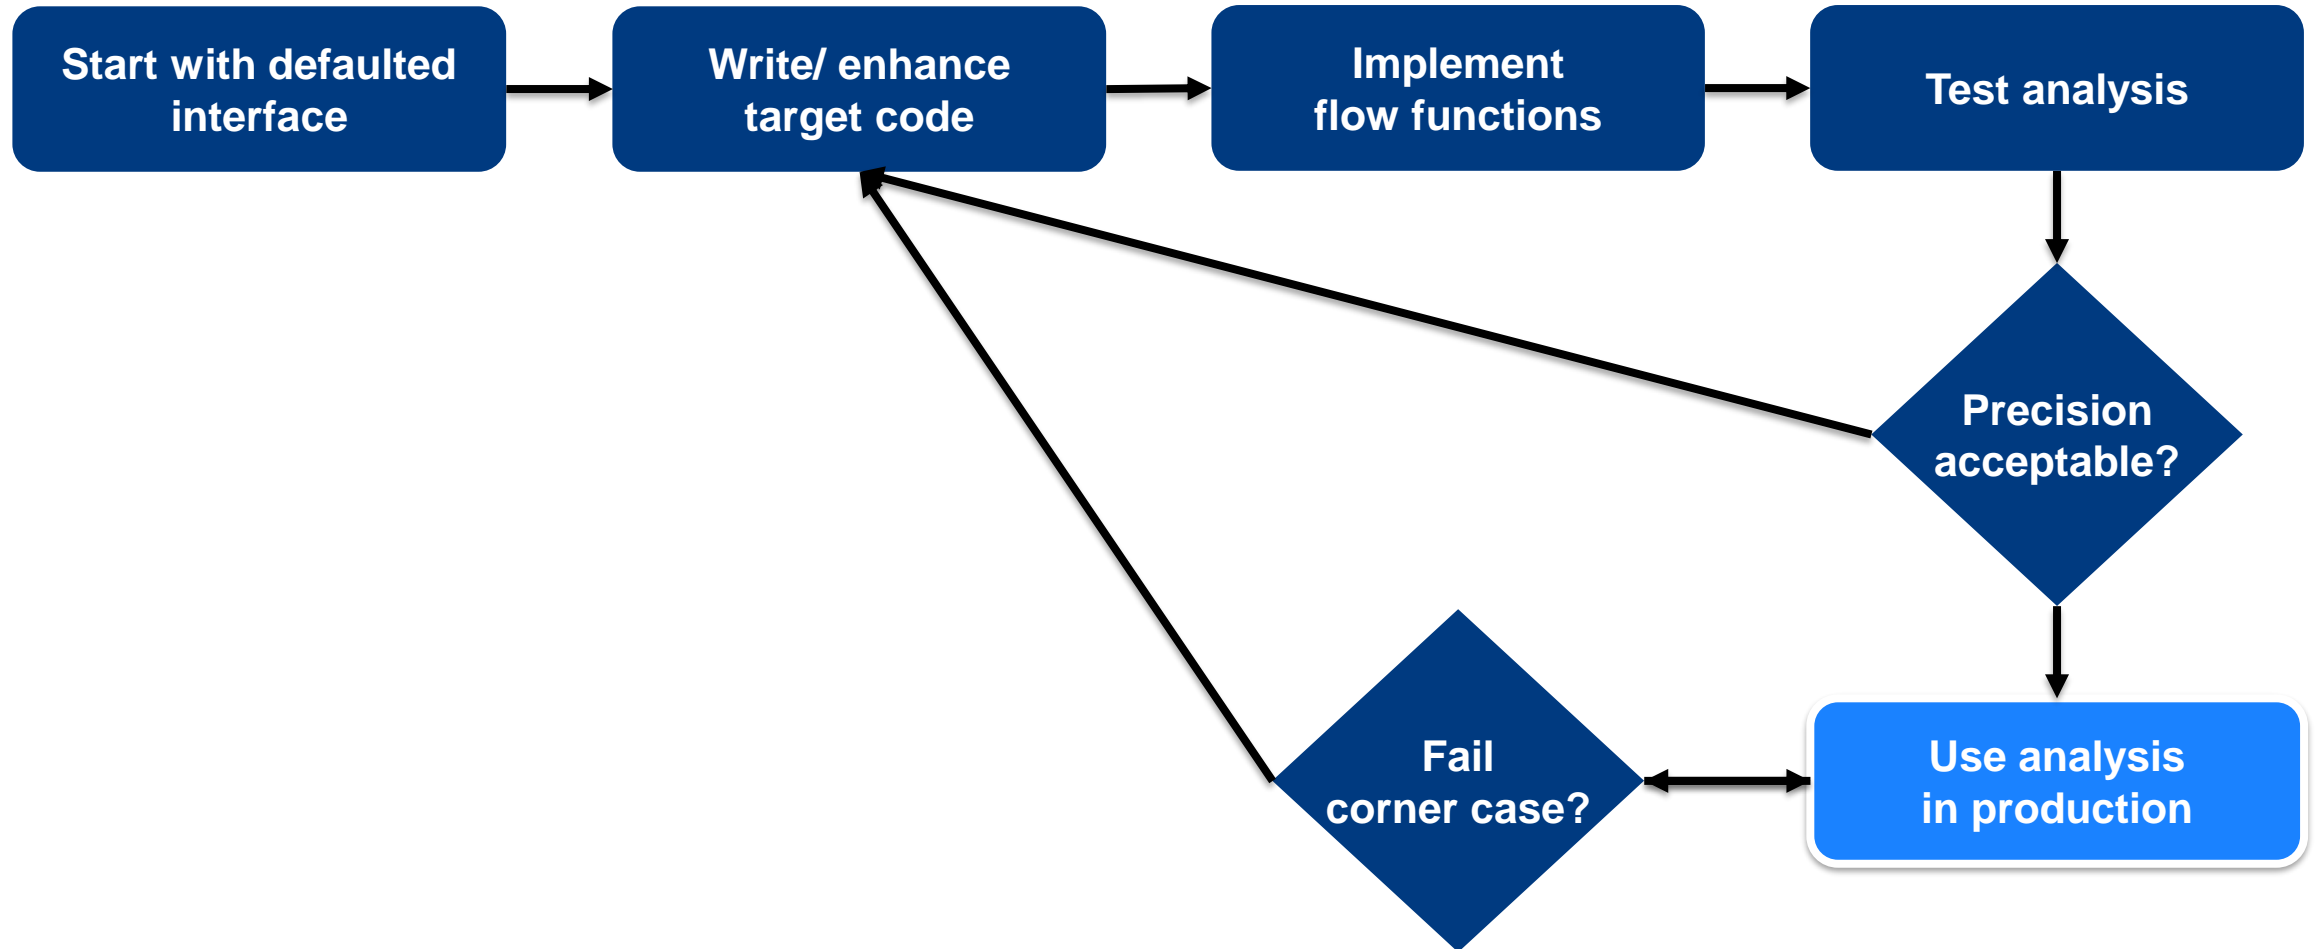 Start with defaulted
interface
Write/ enhance
target code
Implement
flow functions
Test analysis
Precision
acceptable?
Fail
corner case?
Use analysis
in production